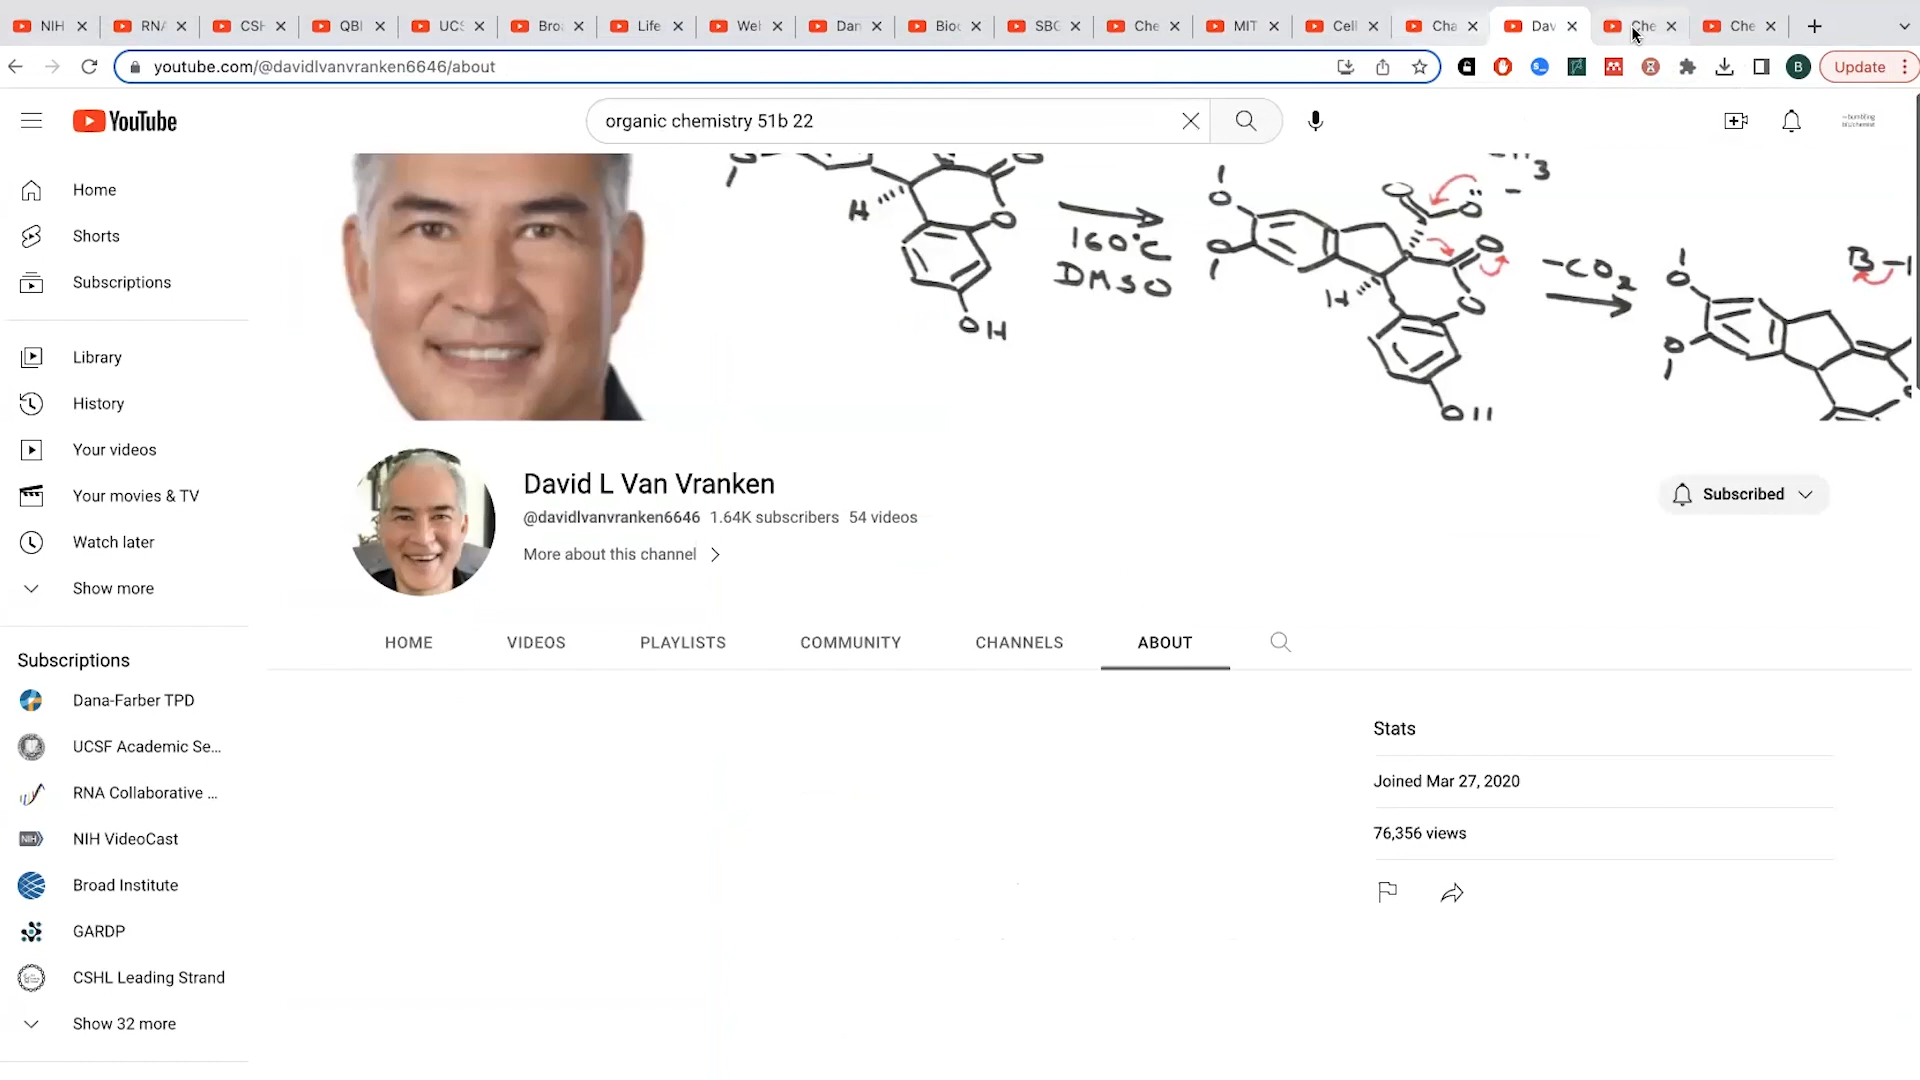 NIH RNA CSH QBI UCS Bro Life Wel Dan Bioc SBC Che MIT Cell Cha Dav Che Che
youtube.com/@davidlvanvranken6646/about
B Update
YouTube
organic chemistry 51b 22
Home
Shorts
Subscriptions
Library
History
Your videos
Your movies & TV
Watch later
Show more
Subscriptions
Dana-Farber TPD
UCSF Academic Se...
RNA Collaborative ...
NIH VideoCast
Broad Institute
GARDP
CSHL Leading Strand
Show 32 more
H
O
OH
160°C
DMSO
O
O
O
O
O
O
H
OH
3
-CO2
O
O
B-
David L Van Vranken
@davidlvanvranken6646 1.64K subscribers 54 videos
More about this channel
Subscribed
HOME VIDEOS PLAYLISTS COMMUNITY CHANNELS ABOUT
Stats
Joined Mar 27, 2020
76,356 views